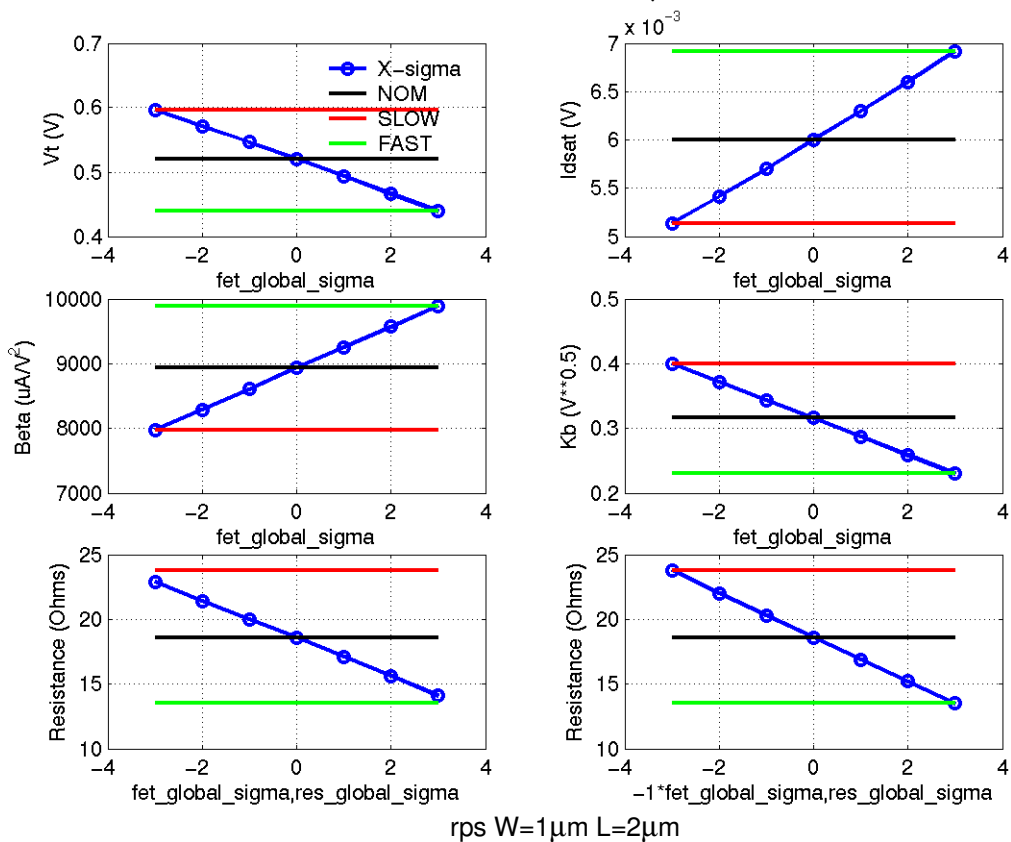 x 10⁻³
0.7
0.6
0.5
0.4
Vt (V)
−4 −2 0 2 4
fet_global_sigma
X−sigma
NOM
SLOW
FAST
7
6.5
6
5.5
5
Idsat (V)
−4 −2 0 2 4
fet_global_sigma
10000
9000
8000
7000
Beta (uA/V²)
−4 −2 0 2 4
fet_global_sigma
0.5
0.4
0.3
0.2
Kb (V**0.5)
−4 −2 0 2 4
fet_global_sigma
25
20
15
10
Resistance (Ohms)
−4 −2 0 2 4
fet_global_sigma,res_global_sigma
25
20
15
10
Resistance (Ohms)
−4 −2 0 2 4
−1*fet_global_sigma,res_global_sigma
rps W=1μm L=2μm